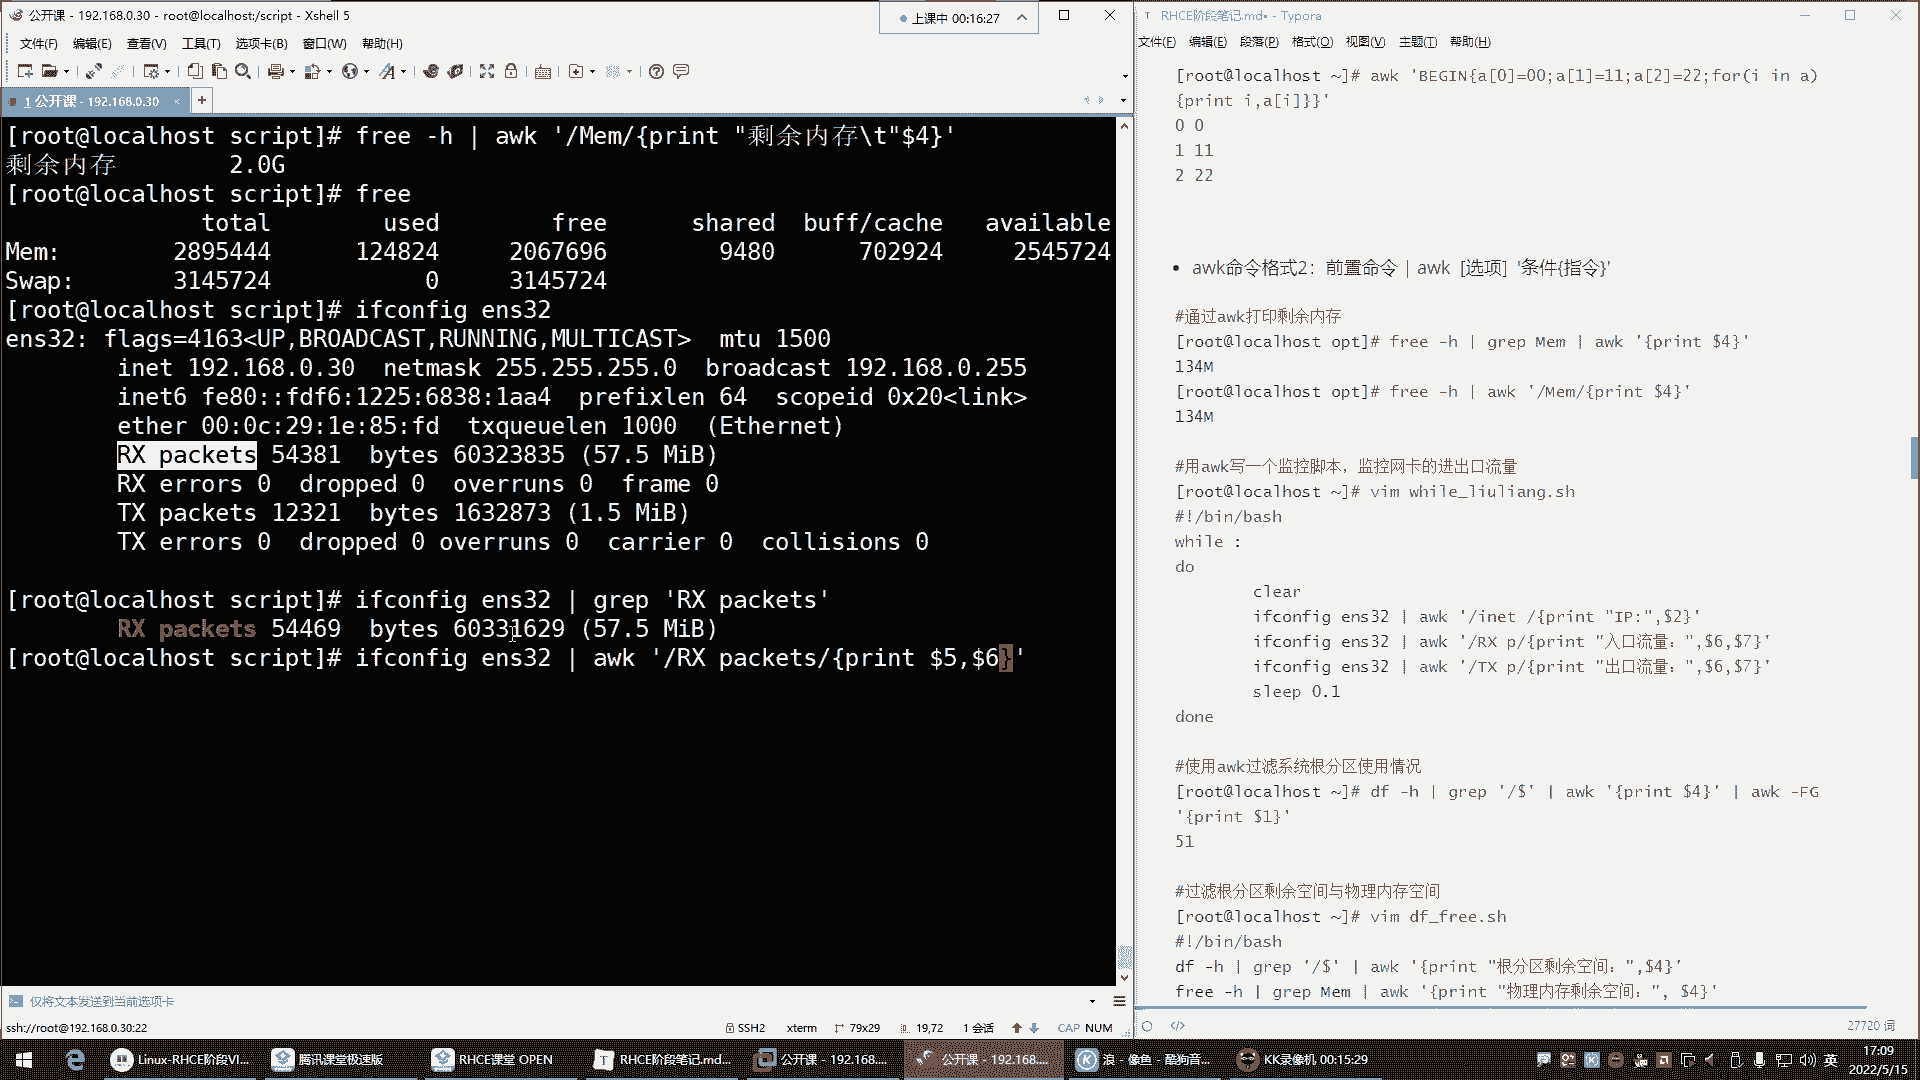 公开课 - 192.168.0.30 - root@localhost:/script - Xshell 5
上课中 00:16:27
文件(F) 编辑(E) 查看(V) 工具(T) 选项卡(B) 窗口(W) 帮助(H)
1 公开课 - 192.168.0.30 × +
[root@localhost script]# free -h | awk '/Mem/{print "剩余内存\t"$4}'
剩余内存 2.0G
[root@localhost script]# free
total used free shared buff/cache available
Mem: 2895444 124824 2067696 9480 702924 2545724
Swap: 3145724 0 3145724
[root@localhost script]# ifconfig ens32
ens32: flags=4163<UP,BROADCAST,RUNNING,MULTICAST> mtu 1500
inet 192.168.0.30 netmask 255.255.255.0 broadcast 192.168.0.255
inet6 fe80::fdf6:1225:6838:1aa4 prefixlen 64 scopeid 0x20<link>
ether 00:0c:29:1e:85:fd txqueuelen 1000 (Ethernet)
RX packets 54381 bytes 60323835 (57.5 MiB)
RX errors 0 dropped 0 overruns 0 frame 0
TX packets 12321 bytes 1632873 (1.5 MiB)
TX errors 0 dropped 0 overruns 0 carrier 0 collisions 0
[root@localhost script]# ifconfig ens32 | grep 'RX packets'
RX packets 54469 bytes 60331629 (57.5 MiB)
[root@localhost script]# ifconfig ens32 | awk '/RX packets/{print $5,$6}'
仅将文本发送到当前选项卡
ssh://root@192.168.0.30:22 SSH2 xterm 79x29 19,72 1 会话 CAP NUM
RHCE阶段笔记.md• - Typora
文件(F) 编辑(E) 段落(P) 格式(O) 视图(V) 主题(T) 帮助(H)
[root@localhost ~]# awk 'BEGIN{a[0]=00;a[1]=11;a[2]=22;for(i in a)
{print i,a[i]}}'
0 0
1 11
2 22
• awk命令格式2：前置命令 | awk [选项] '条件{指令}'
#通过awk打印剩余内存
[root@localhost opt]# free -h | grep Mem | awk '{print $4}'
134M
[root@localhost opt]# free -h | awk '/Mem/{print $4}'
134M
#用awk写一个监控脚本，监控网卡的进出口流量
[root@localhost ~]# vim while_liuliang.sh
#!/bin/bash
while :
do
clear
ifconfig ens32 | awk '/inet /{print "IP:",$2}'
ifconfig ens32 | awk '/RX p/{print "入口流量：",$6,$7}'
ifconfig ens32 | awk '/TX p/{print "出口流量：",$6,$7}'
sleep 0.1
done
#使用awk过滤系统根分区使用情况
[root@localhost ~]# df -h | grep '/$' | awk '{print $4}' | awk -FG
'{print $1}'
51
#过滤根分区剩余空间与物理内存空间
[root@localhost ~]# vim df_free.sh
#!/bin/bash
df -h | grep '/$' | awk '{print "根分区剩余空间：",$4}'
free -h | grep Mem | awk '{print "物理内存剩余空间：", $4}'
</> 27720 词
Linux-RHCE阶段VI... 腾讯课堂极速版 RHCE课堂 OPEN RHCE阶段笔记.md... 公开课 - 192.168.... 公开课 - 192.168.... 浪 - 像鱼 - 酷狗音... KK录像机 00:15:29 英 17:09
2022/5/15